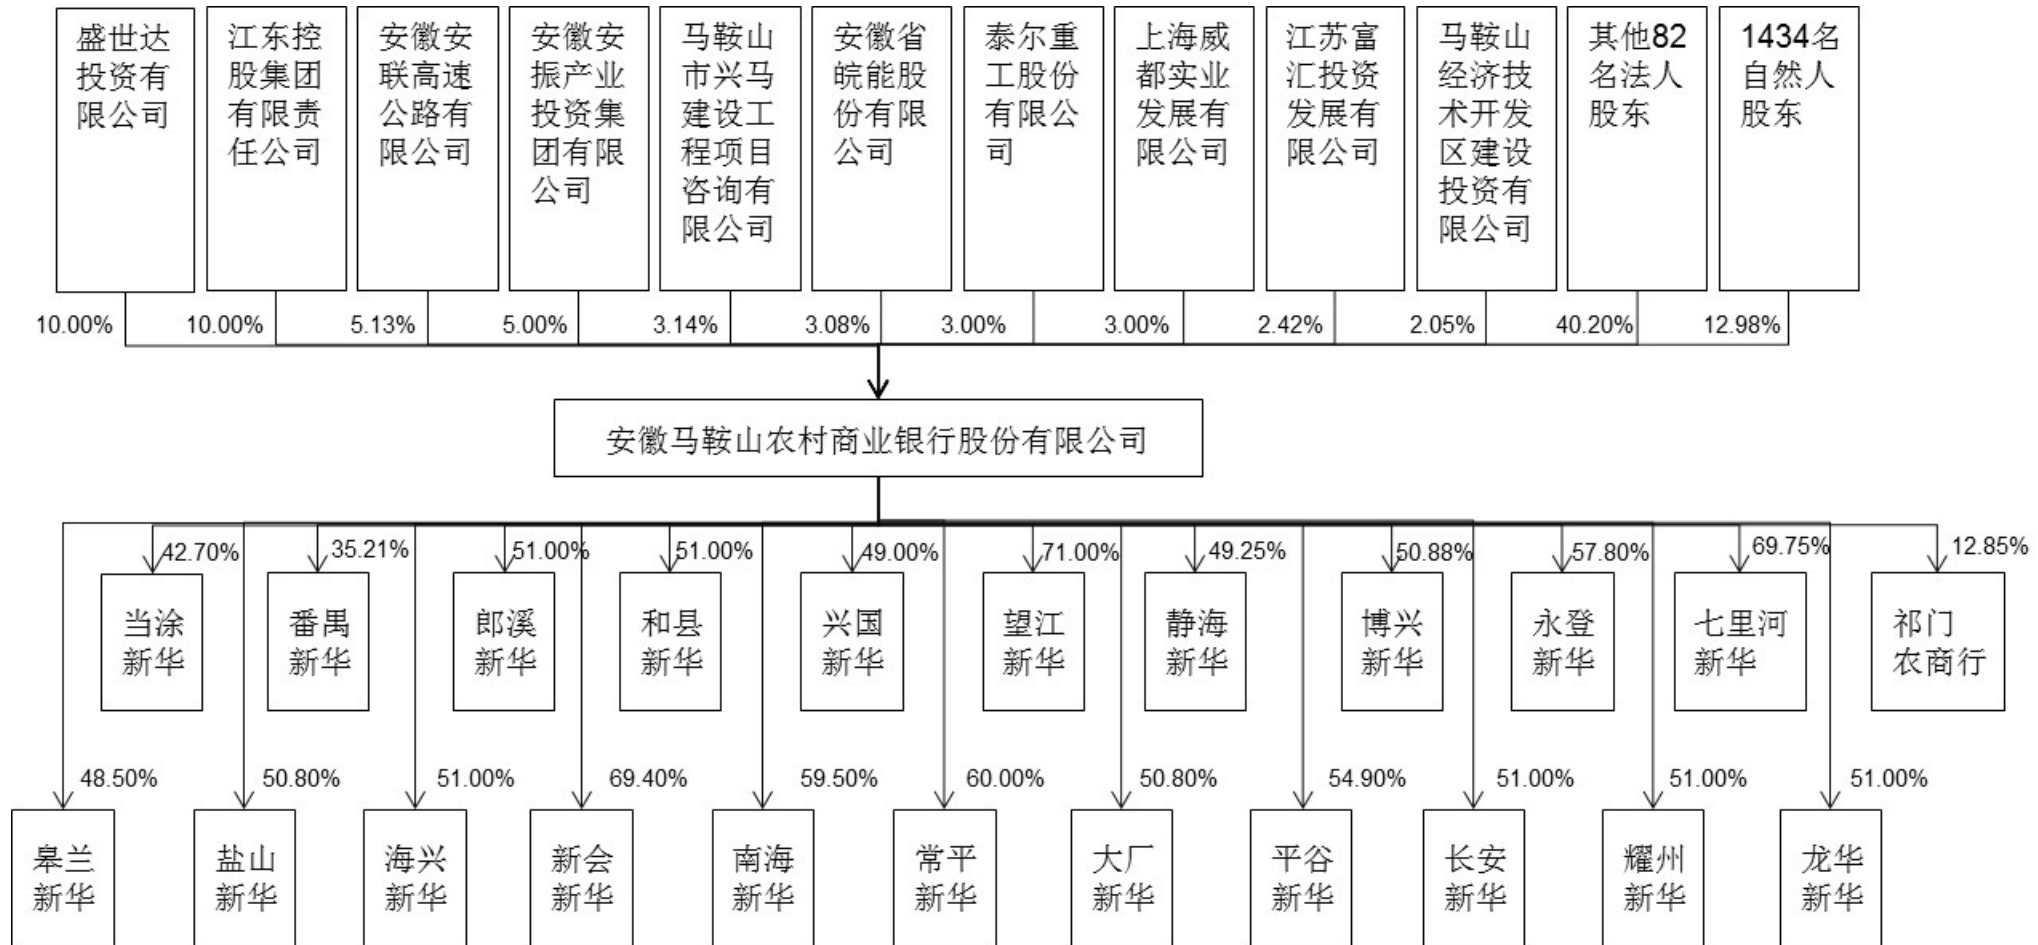 盛世达
投资有
限公司
江东控
股集团
有限责
任公司
安徽安
联高速
公路有
限公司
安徽安
振产业
投资集
团有限
公司
马鞍山
市兴马
建设工
程项目
咨询有
限公司
安徽省
皖能股
份有限
公司
泰尔重
工股份
有限公
司
上海威
都实业
发展有
限公司
江苏富
汇投资
发展有
限公司
马鞍山
经济技
术开发
区建设
投资有
限公司
其他82
名法人
股东
1434名
自然人
股东
10.00%
10.00%
5.13%
5.00%
3.14%
3.08%
3.00%
3.00%
2.42%
2.05%
40.20%
12.98%
安徽马鞍山农村商业银行股份有限公司
42.70%
35.21%
51.00%
51.00%
49.00%
71.00%
49.25%
50.88%
57.80%
69.75%
12.85%
当涂
新华
番禺
新华
郎溪
新华
和县
新华
兴国
新华
望江
新华
静海
新华
博兴
新华
永登
新华
七里河
新华
祁门
农商行
48.50%
50.80%
51.00%
69.40%
59.50%
60.00%
50.80%
54.90%
51.00%
51.00%
51.00%
皋兰
新华
盐山
新华
海兴
新华
新会
新华
南海
新华
常平
新华
大厂
新华
平谷
新华
长安
新华
耀州
新华
龙华
新华